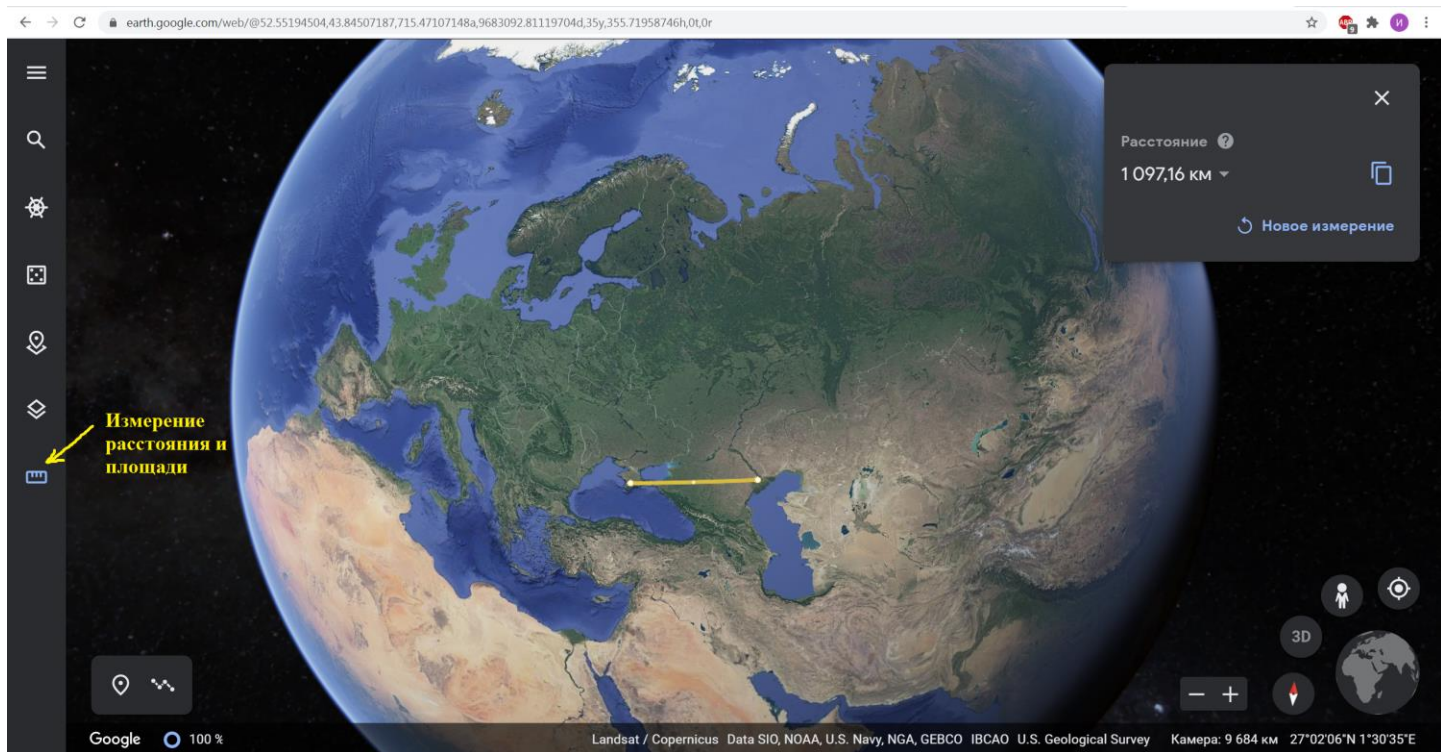 earth.google.com/web/@52.55194504,43.84507187,715.47107148a,9683092.81119704d,35y,355.71958746h,0t,0r
ABP
9
И
Расстояние ?
1 097,16 км
Новое измерение
Измерение
расстояния и
площади
3D
Google 100 %
Landsat / Copernicus Data SIO, NOAA, U.S. Navy, NGA, GEBCO IBCAO U.S. Geological Survey Камера: 9 684 км 27°02'06"N 1°30'35"E